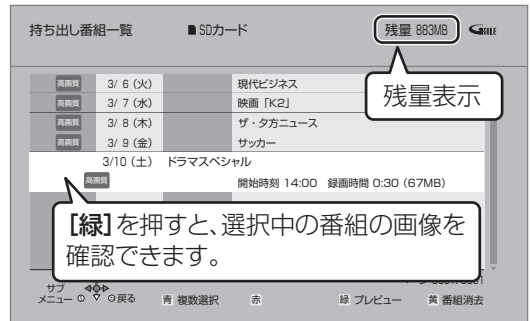 持ち出し番組一覧 ■SDカード 残量 883MB GGUIDE
残量表示
高画質 3/ 6 (火) 現代ビジネス
高画質 3/ 7 (水) 映画「K2」
高画質 3/ 8 (木) ザ・夕方ニュース
高画質 3/ 9 (金) サッカー
3/10 (土) ドラマスペシャル
高画質 開始時刻 14:00 録画時間 0:30 (67MB)
[緑]を押すと、選択中の番組の画像を
確認できます。
サブ
メニュー 戻る 青 複数選択 赤 緑 プレビュー 黄 番組消去